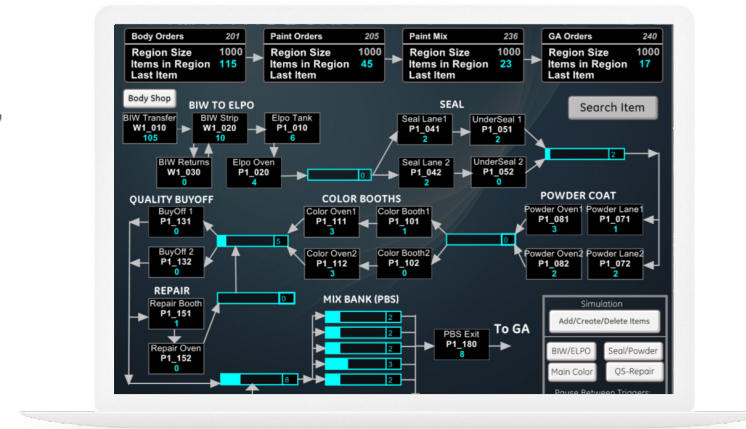 Body Orders 201
Region Size 1000
Items in Region 115
Last Item
Paint Orders 205
Region Size 1000
Items in Region 45
Last Item
Paint Mix 236
Region Size 1000
Items in Region 23
Last Item
GA Orders 240
Region Size 1000
Items in Region 17
Last Item
Body Shop
BIW TO ELPO
SEAL
Search Item
BIW Transfer
W1_010
105
BIW Strip
W1_020
10
Elpo Tank
P1_010
6
Seal Lane1
P1_041
2
UnderSeal 1
P1_051
2
2
BIW Returns
W1_030
0
Elpo Oven
P1_020
4
0
Seal Lane 2
P1_042
2
UnderSeal 2
P1_052
0
QUALITY BUYOFF
COLOR BOOTHS
POWDER COAT
BuyOff 1
P1_131
0
5
Color Oven1
P1_111
3
Color Booth1
P1_101
1
0
Powder Oven1
P1_081
3
Powder Lane1
P1_071
1
BuyOff 2
P1_132
0
Color Oven2
P1_112
3
Color Booth2
P1_102
0
Powder Oven2
P1_082
2
Powder Lane2
P1_072
2
REPAIR
Repair Booth
P1_151
1
0
Repair Oven
P1_152
0
8
MIX BANK (PBS)
2
2
2
3
2
PBS Exit
P1_180
8
To GA
Simulation
Add/Create/Delete Items
BIW/ELPO
Seal/Powder
Main Color
QS-Repair
Pause Between Triggers: